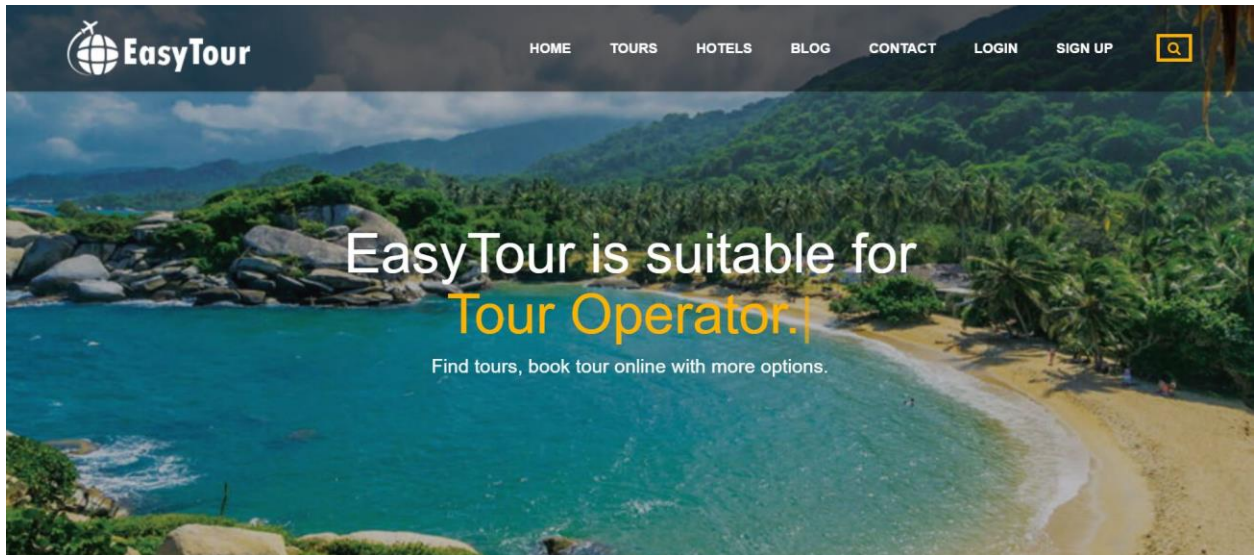 EasyTour
HOME TOURS HOTELS BLOG CONTACT LOGIN SIGN UP
EasyTour is suitable for
Tour Operator.|
Find tours, book tour online with more options.